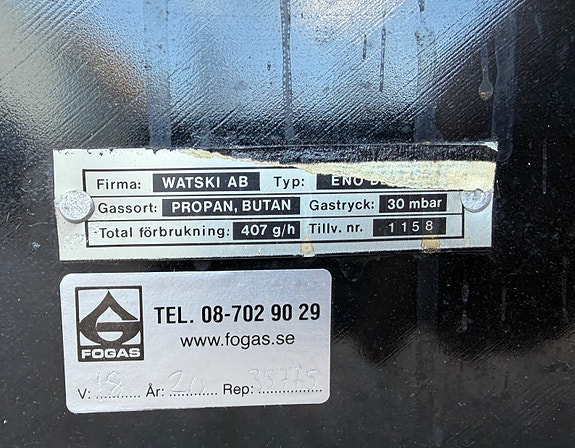 Firma: WATSKI AB Typ: ENO
Gassort: PROPAN, BUTAN Gastryck: 30 mbar
Total förbrukning: 407 g/h Tillv. nr. 1158
FOGAS
TEL. 08-702 90 29
www.fogas.se
V: 18 År: 20 Rep: